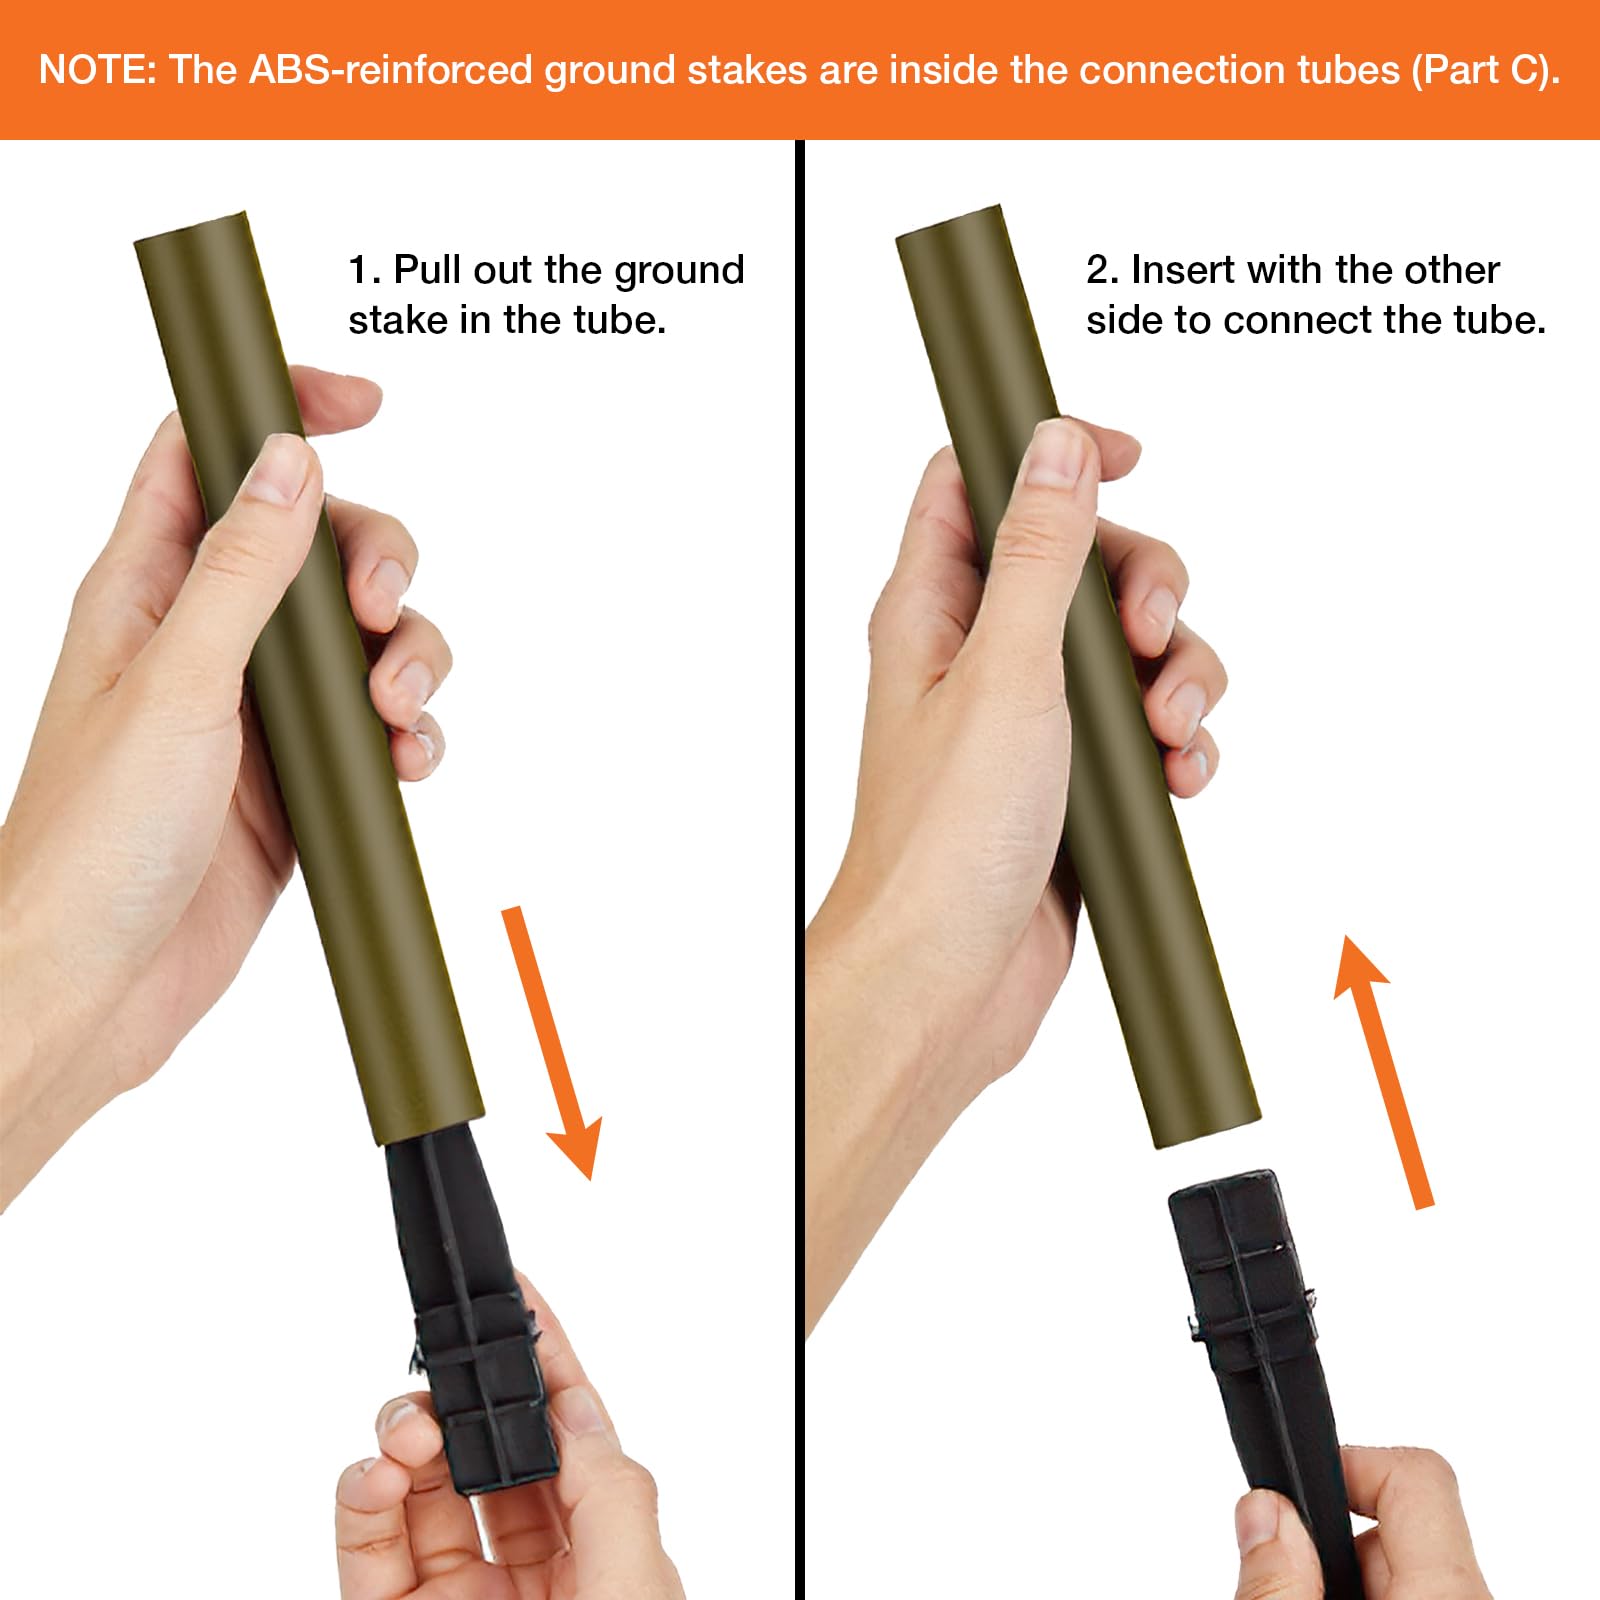 NOTE: The ABS-reinforced ground stakes are inside the connection tubes (Part C).
1. Pull out the ground
stake in the tube.
2. Insert with the other
side to connect the tube.